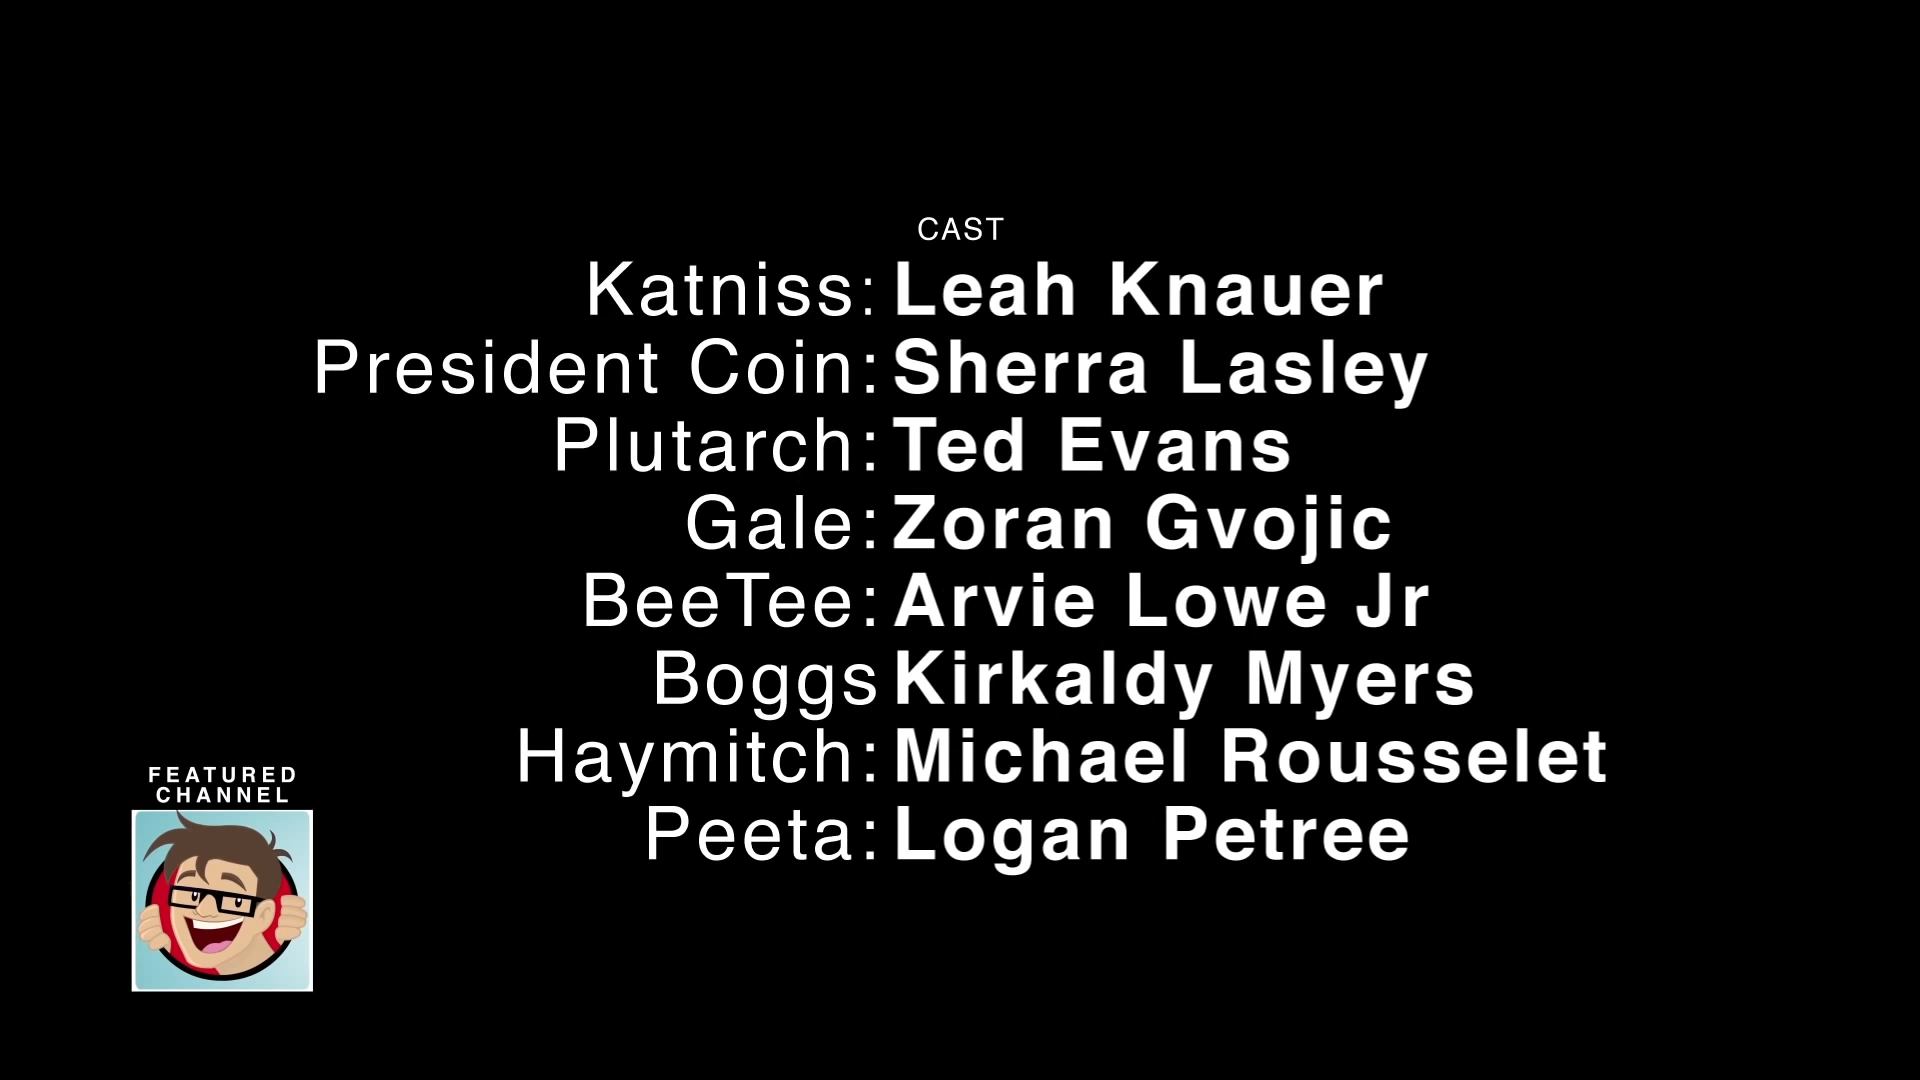 CAST
Katniss: Leah Knauer
President Coin: Sherra Lasley
Plutarch: Ted Evans
Gale: Zoran Gvojic
BeeTee: Arvie Lowe Jr
Boggs Kirkaldy Myers
Haymitch: Michael Rousselet
Peeta: Logan Petree
FEATURED
CHANNEL